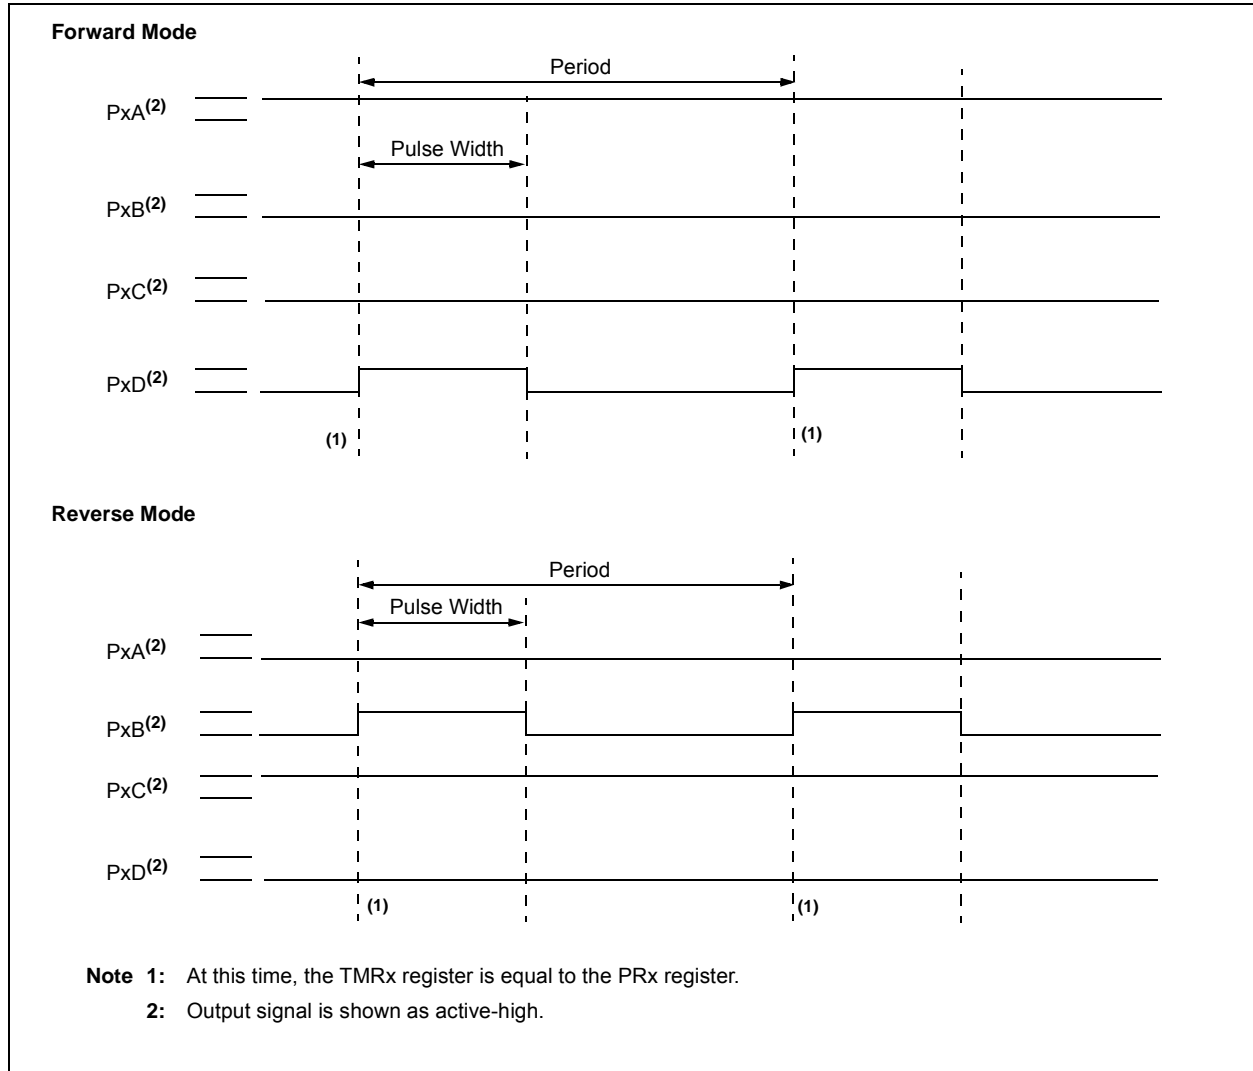 Forward Mode
Period
PxA(2)
Pulse Width
PxB(2)
PxC(2)
PxD(2)
(1) (1)
Reverse Mode
Period
Pulse Width
PxA(2)
PxB(2)
PxC(2)
PxD(2)
(1) (1)
Note 1: At this time, the TMRx register is equal to the PRx register.
2: Output signal is shown as active-high.